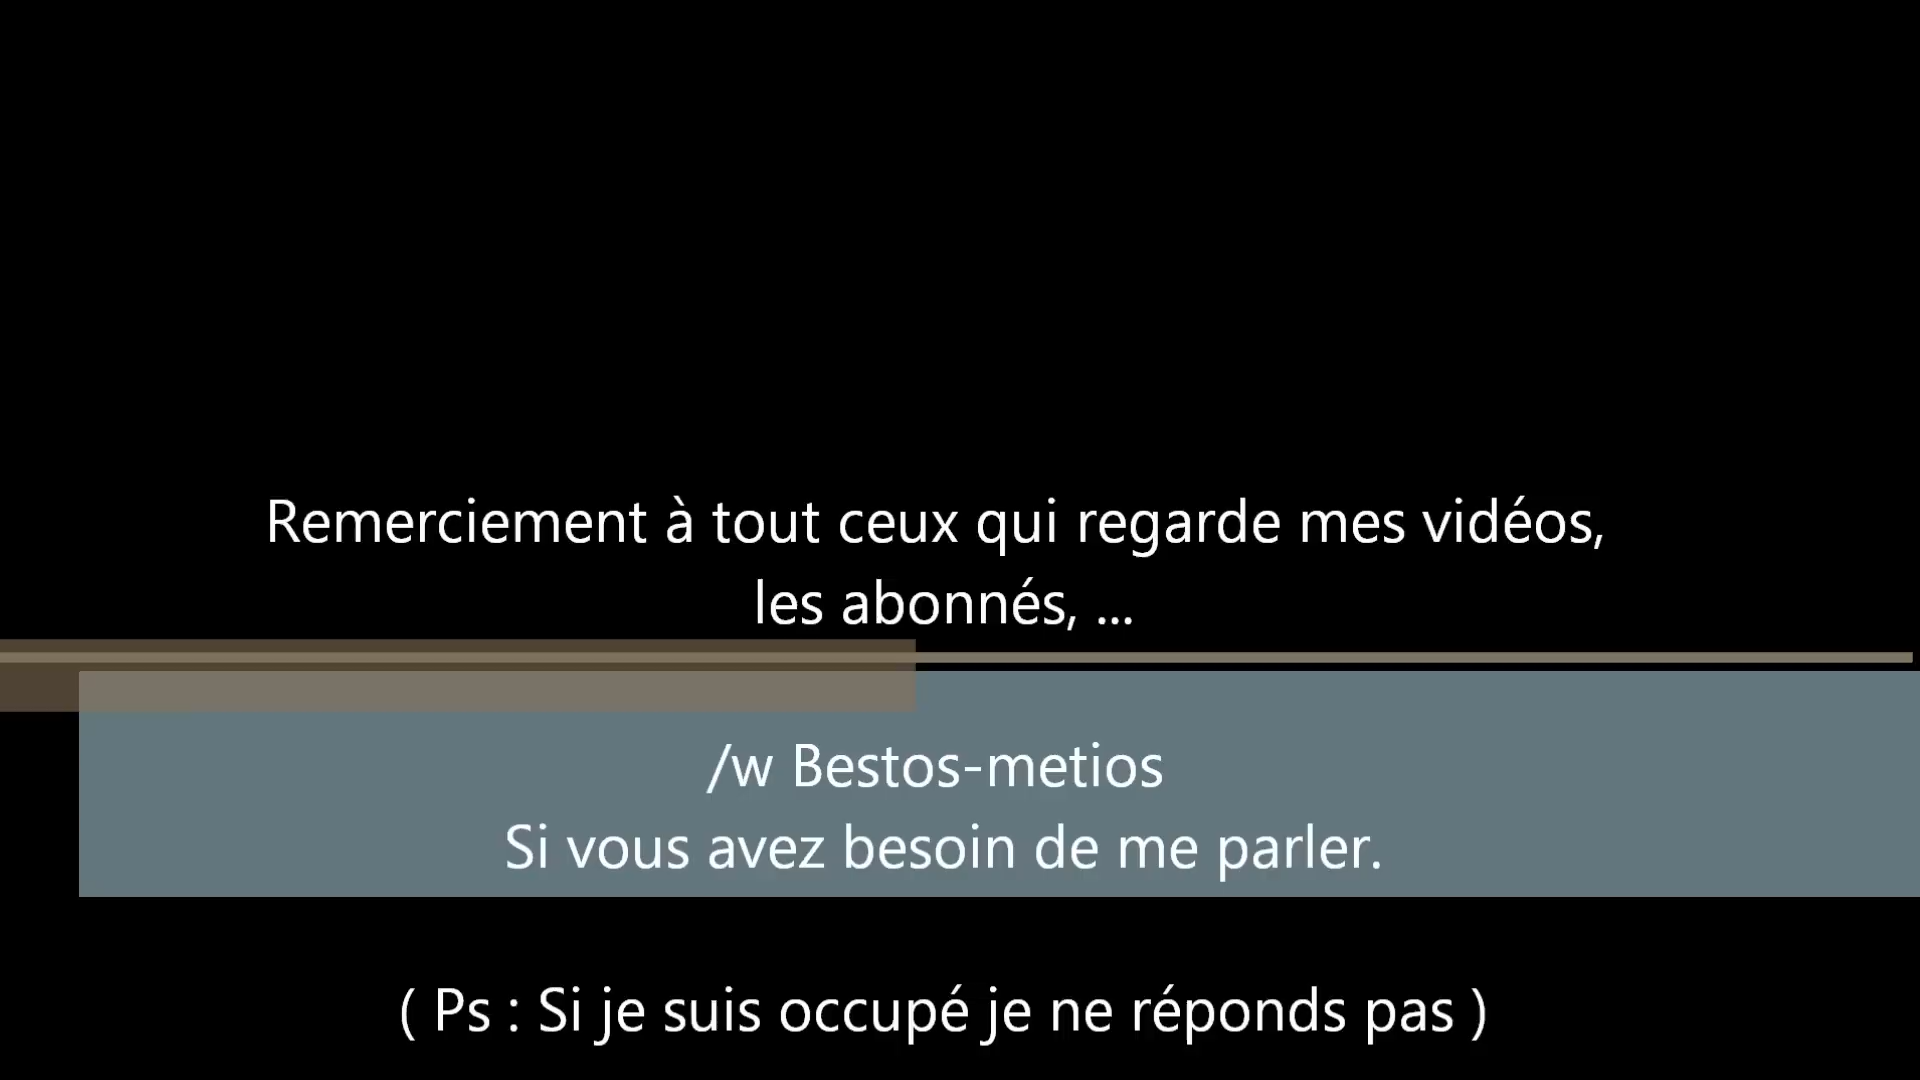 Remerciement à tout ceux qui regarde mes vidéos,
les abonnés, ...
/w Bestos-metios
Si vous avez besoin de me parler.
( Ps : Si je suis occupé je ne réponds pas )